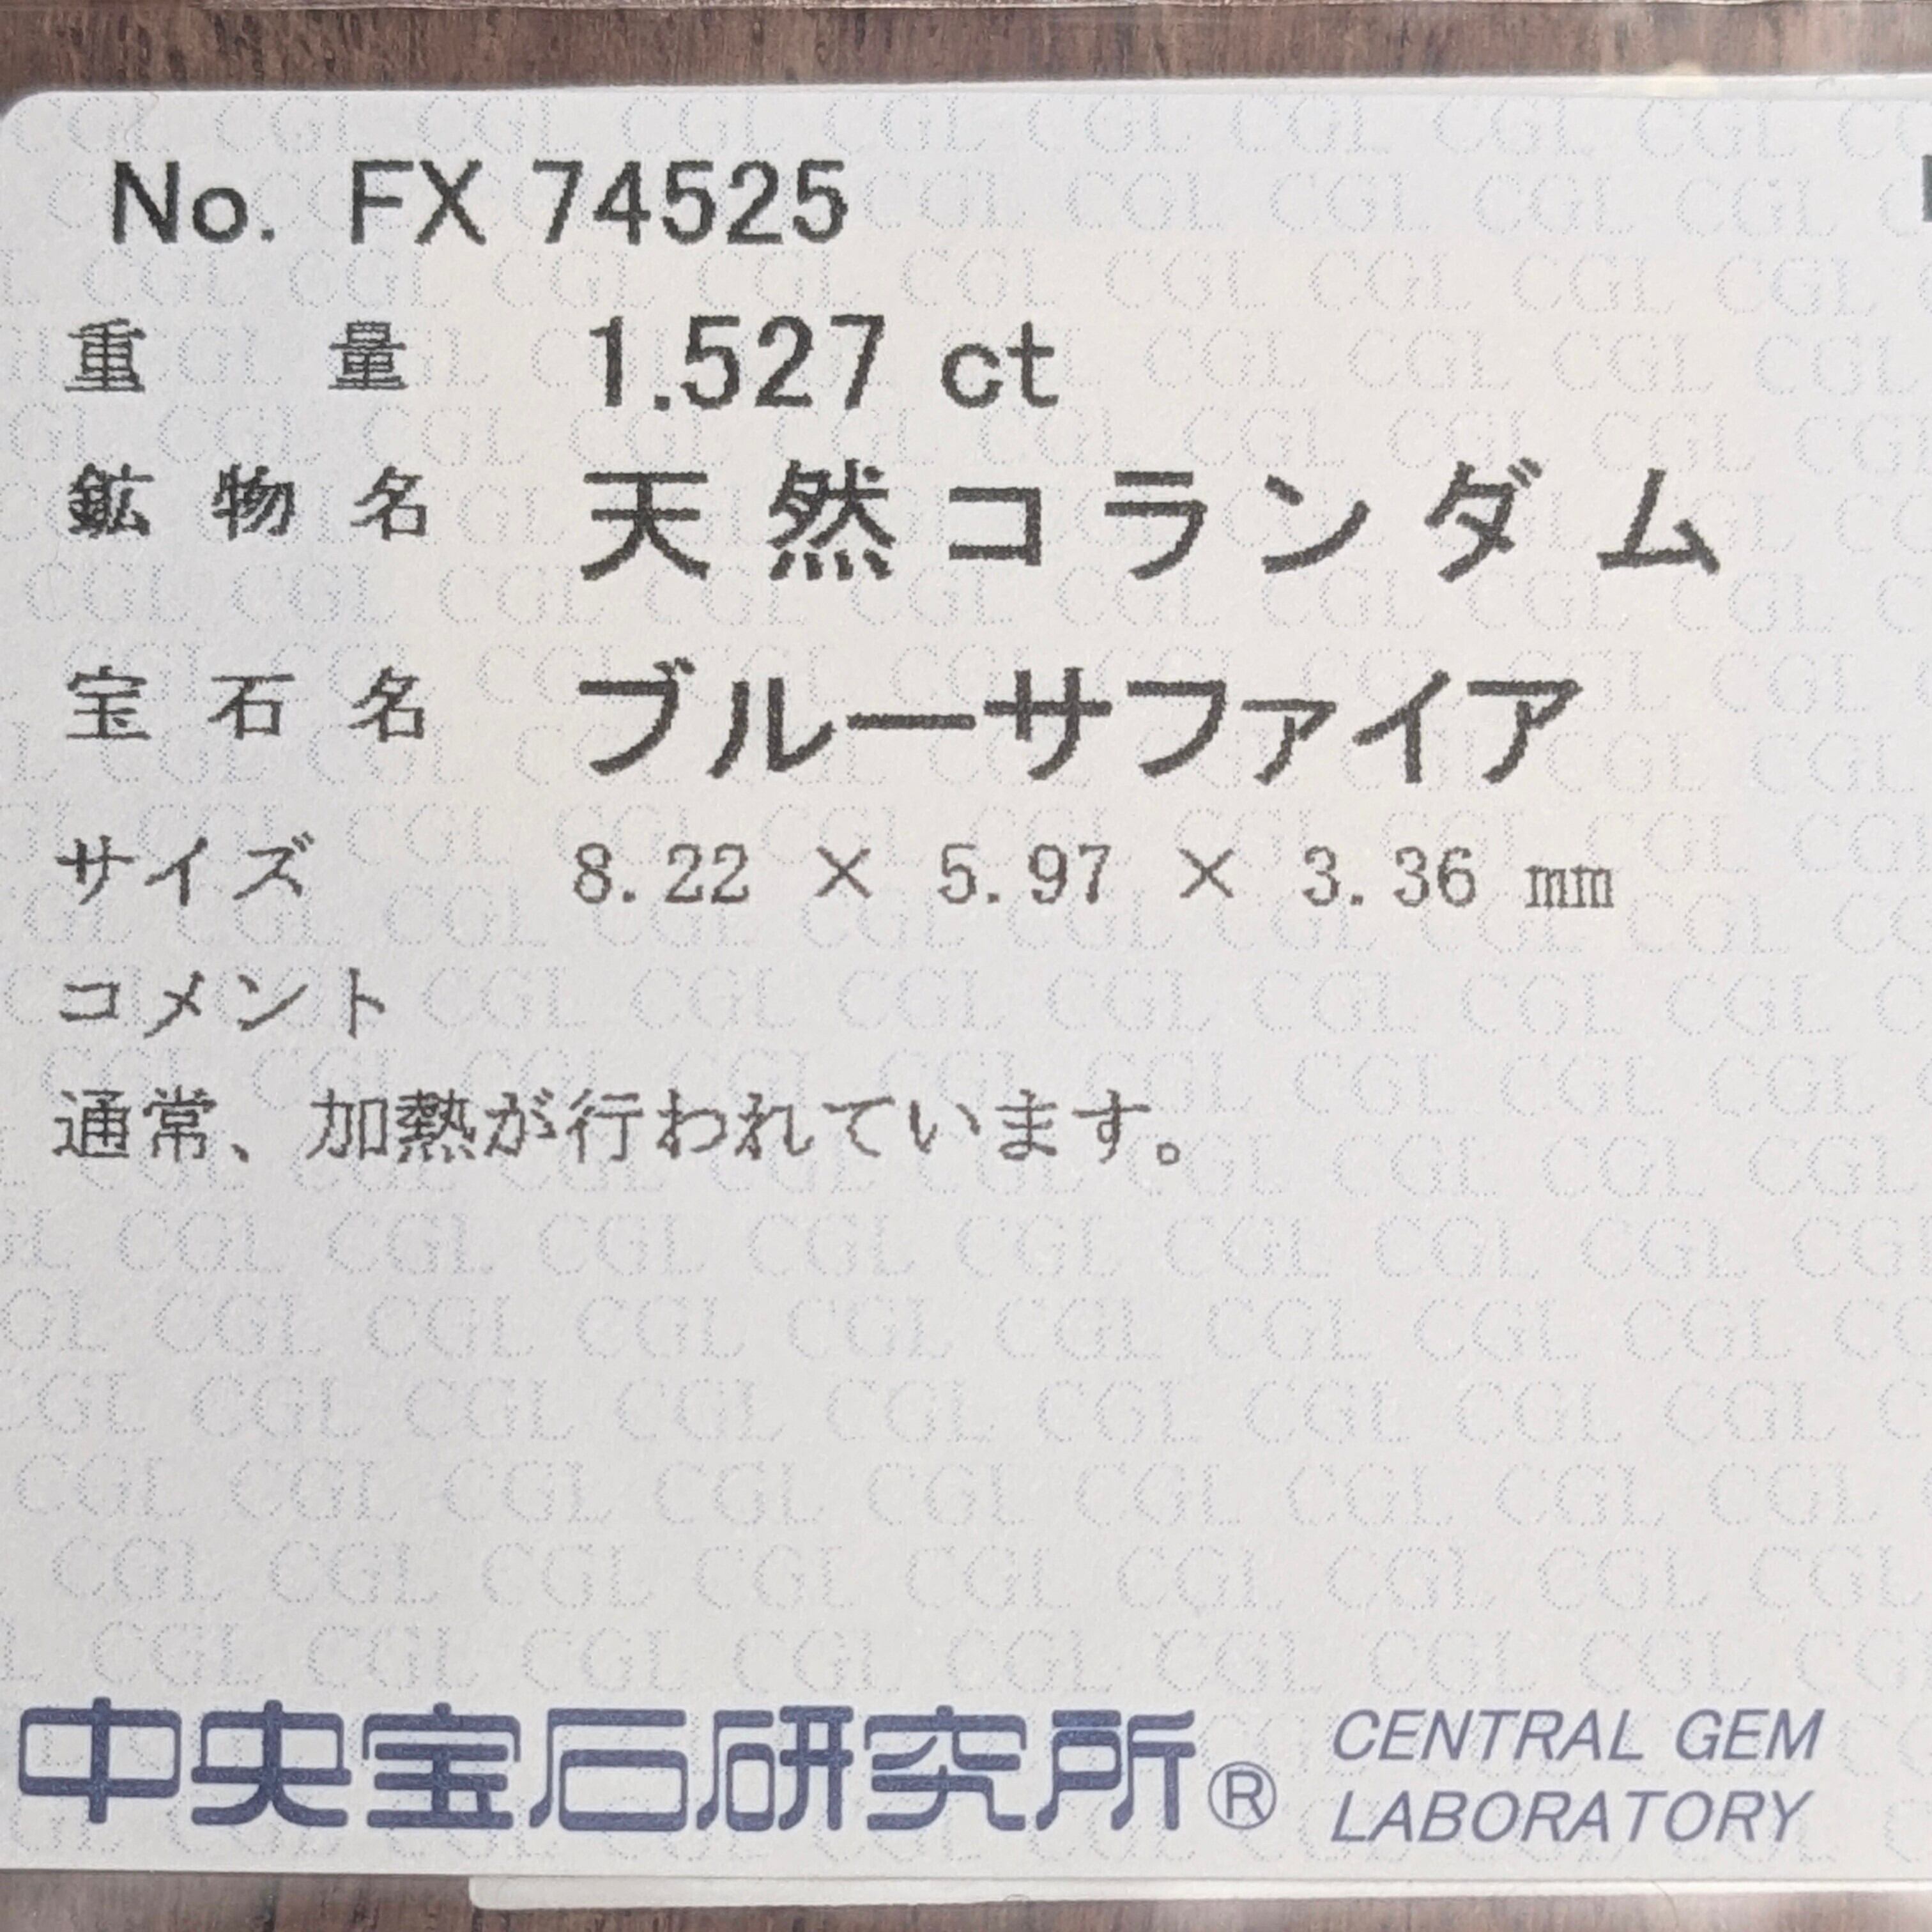 No. FX 74525
重量 1.527 ct
鉱物名 天然コランダム
宝石名 ブルーサファイア
サイズ 8.22 × 5.97 × 3.36 mm
コメント
通常、加熱が行われています。
中央宝石研究所® CENTRAL GEM
LABORATORY